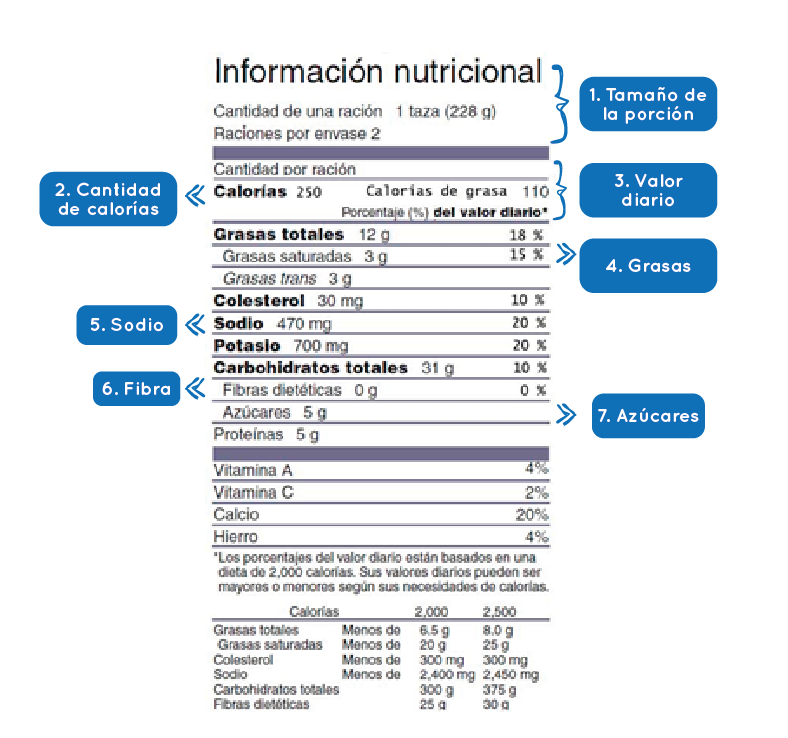 Información nutricional
Cantidad de una ración 1 taza (228 g)
Raciones por envase 2
1. Tamaño de
la porción
Cantidad por ración
Calorías 250 Calorías de grasa 110
Porcentaje (%) del valor diario*
2. Cantidad
de calorías
3. Valor
diario
Grasas totales 12 g 18 %
Grasas saturadas 3 g 15 %
Grasas trans 3 g
4. Grasas
Colesterol 30 mg 10 %
Sodio 470 mg 20 %
5. Sodio
Potasio 700 mg 20 %
Carbohidratos totales 31 g 10 %
Fibras dietéticas 0 g 0 %
6. Fibra
Azúcares 5 g
7. Azúcares
Proteínas 5 g
Vitamina A 4%
Vitamina C 2%
Calcio 20%
Hierro 4%
*Los porcentajes del valor diario están basados en una
dieta de 2,000 calorías. Sus valores diarios pueden ser
mayores o menores según sus necesidades de calorías.
Calorías 2,000 2,500
Grasas totales Menos de 6.5 g 8.0 g
Grasas saturadas Menos de 20 g 25 g
Colesterol Menos de 300 mg 300 mg
Sodio Menos de 2,400 mg 2,450 mg
Carbohidratos totales 300 g 375 g
Fibras dietéticas 25 g 30 g